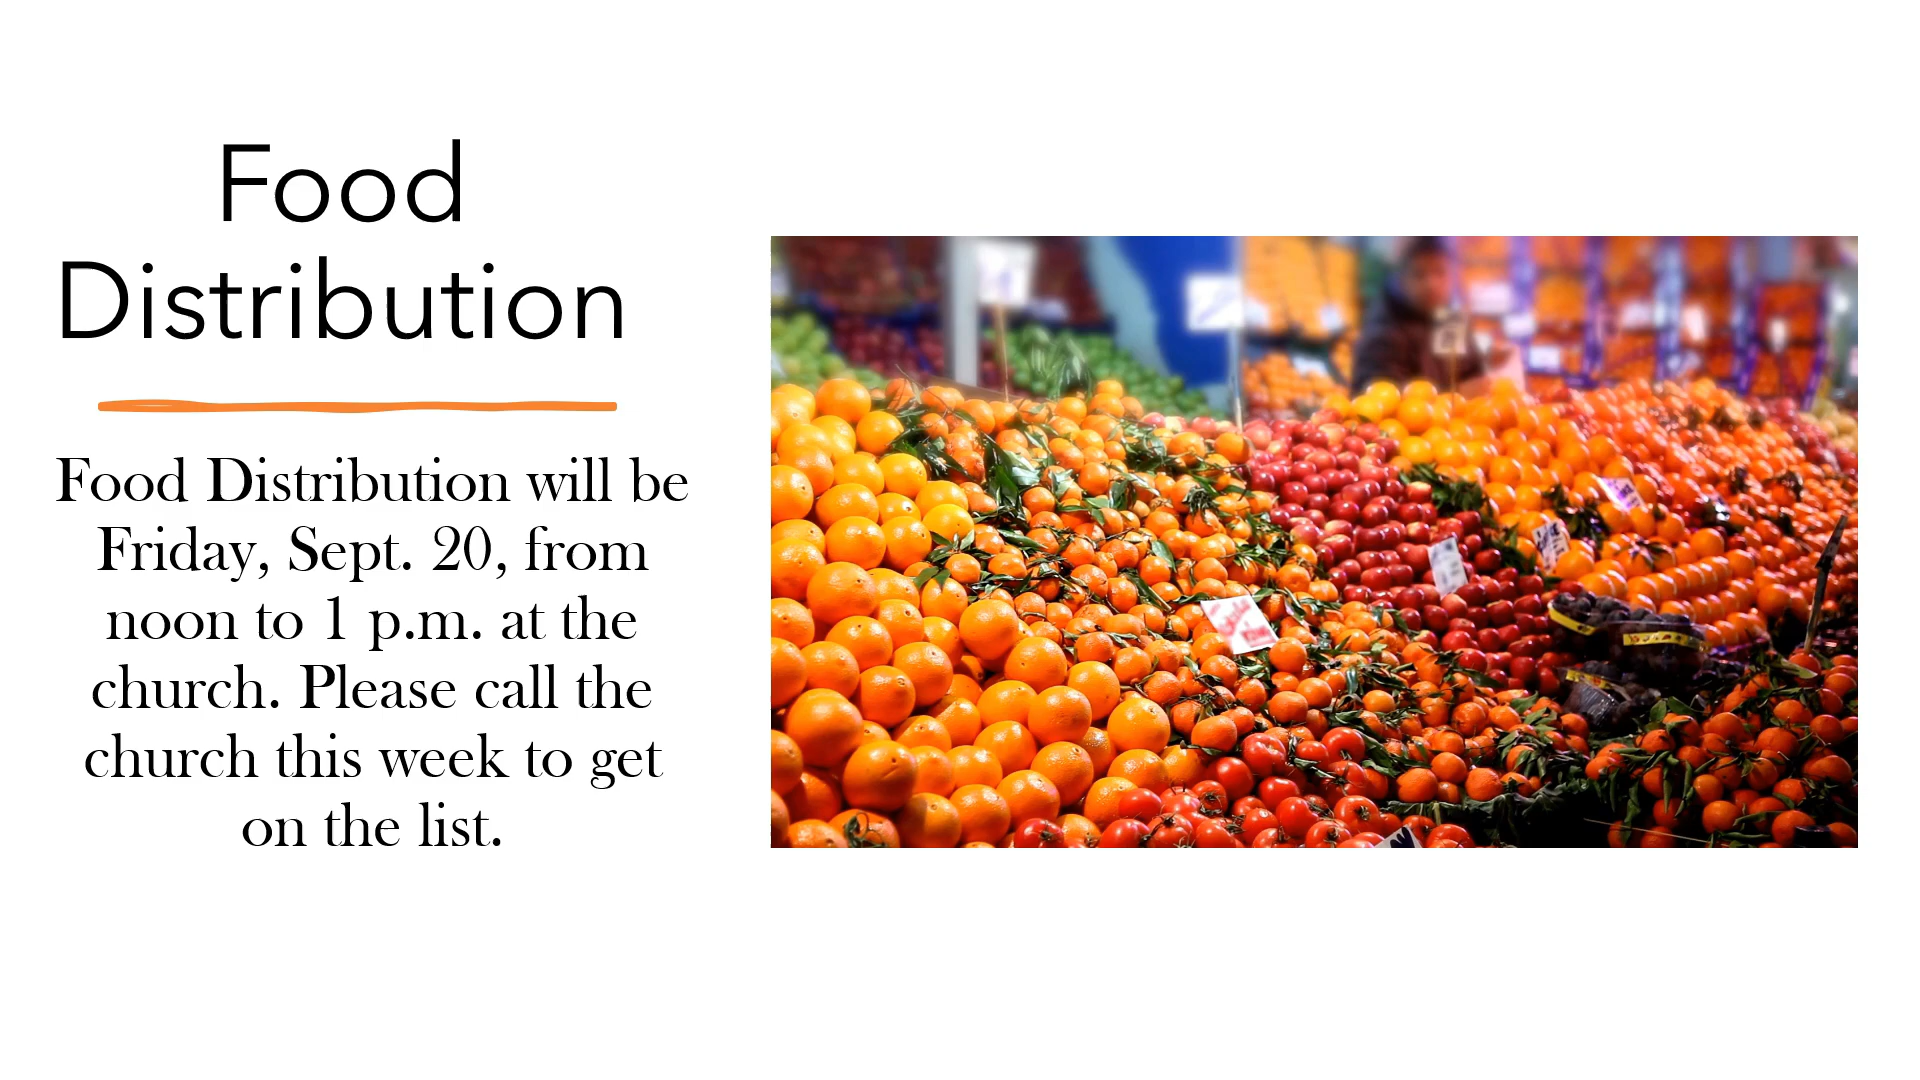 Food
Distribution
Food Distribution will be
Friday, Sept. 20, from
noon to 1 p.m. at the
church. Please call the
church this week to get
on the list.